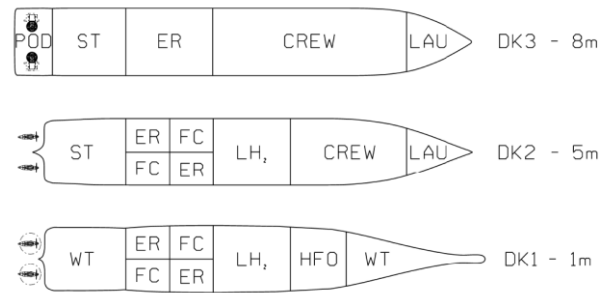 POD ST ER CREW LAU DK3 - 8m
ER FC
ST LH₂ CREW LAU DK2 - 5m
FC ER
ER FC
WT LH₂ HFO WT DK1 - 1m
FC ER